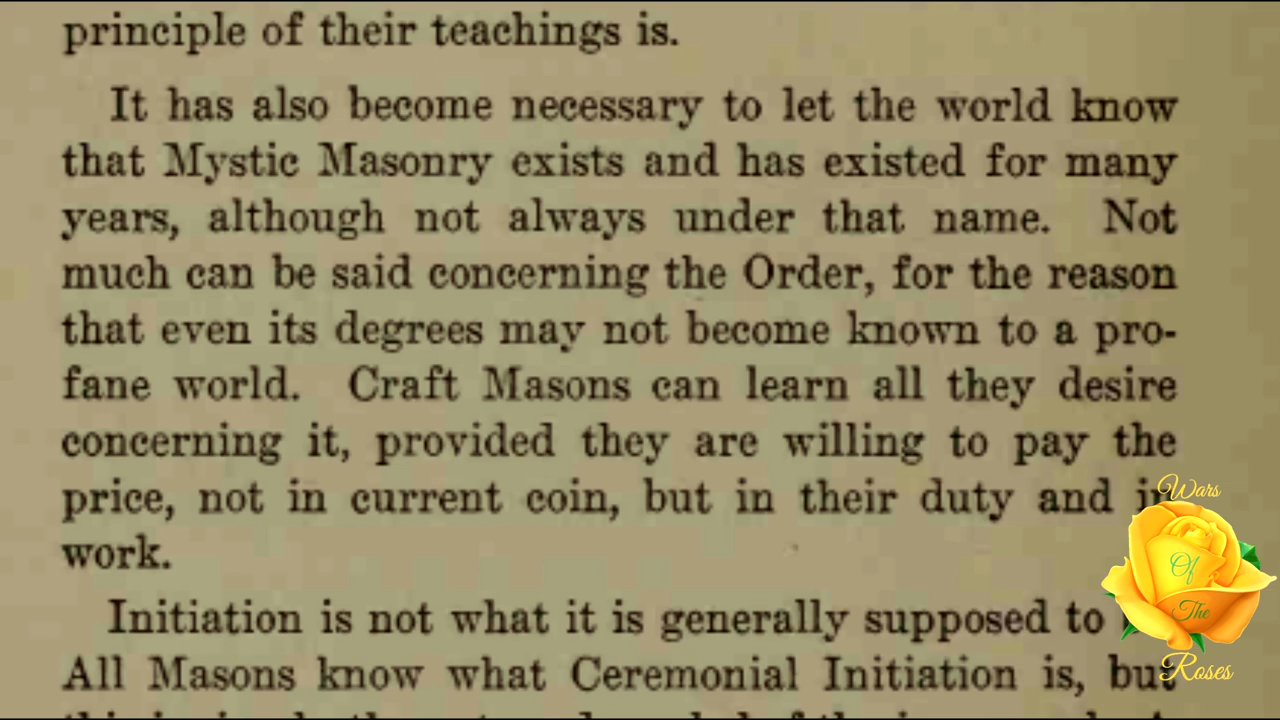 principle of their teachings is.
It has also become necessary to let the world know
that Mystic Masonry exists and has existed for many
years, although not always under that name. Not
much can be said concerning the Order, for the reason
that even its degrees may not become known to a pro-
fane world. Craft Masons can learn all they desire
concerning it, provided they are willing to pay the
price, not in current coin, but in their duty and in
work.
Initiation is not what it is generally supposed to
All Masons know what Ceremonial Initiation is, but
Wars
Of
The
Roses